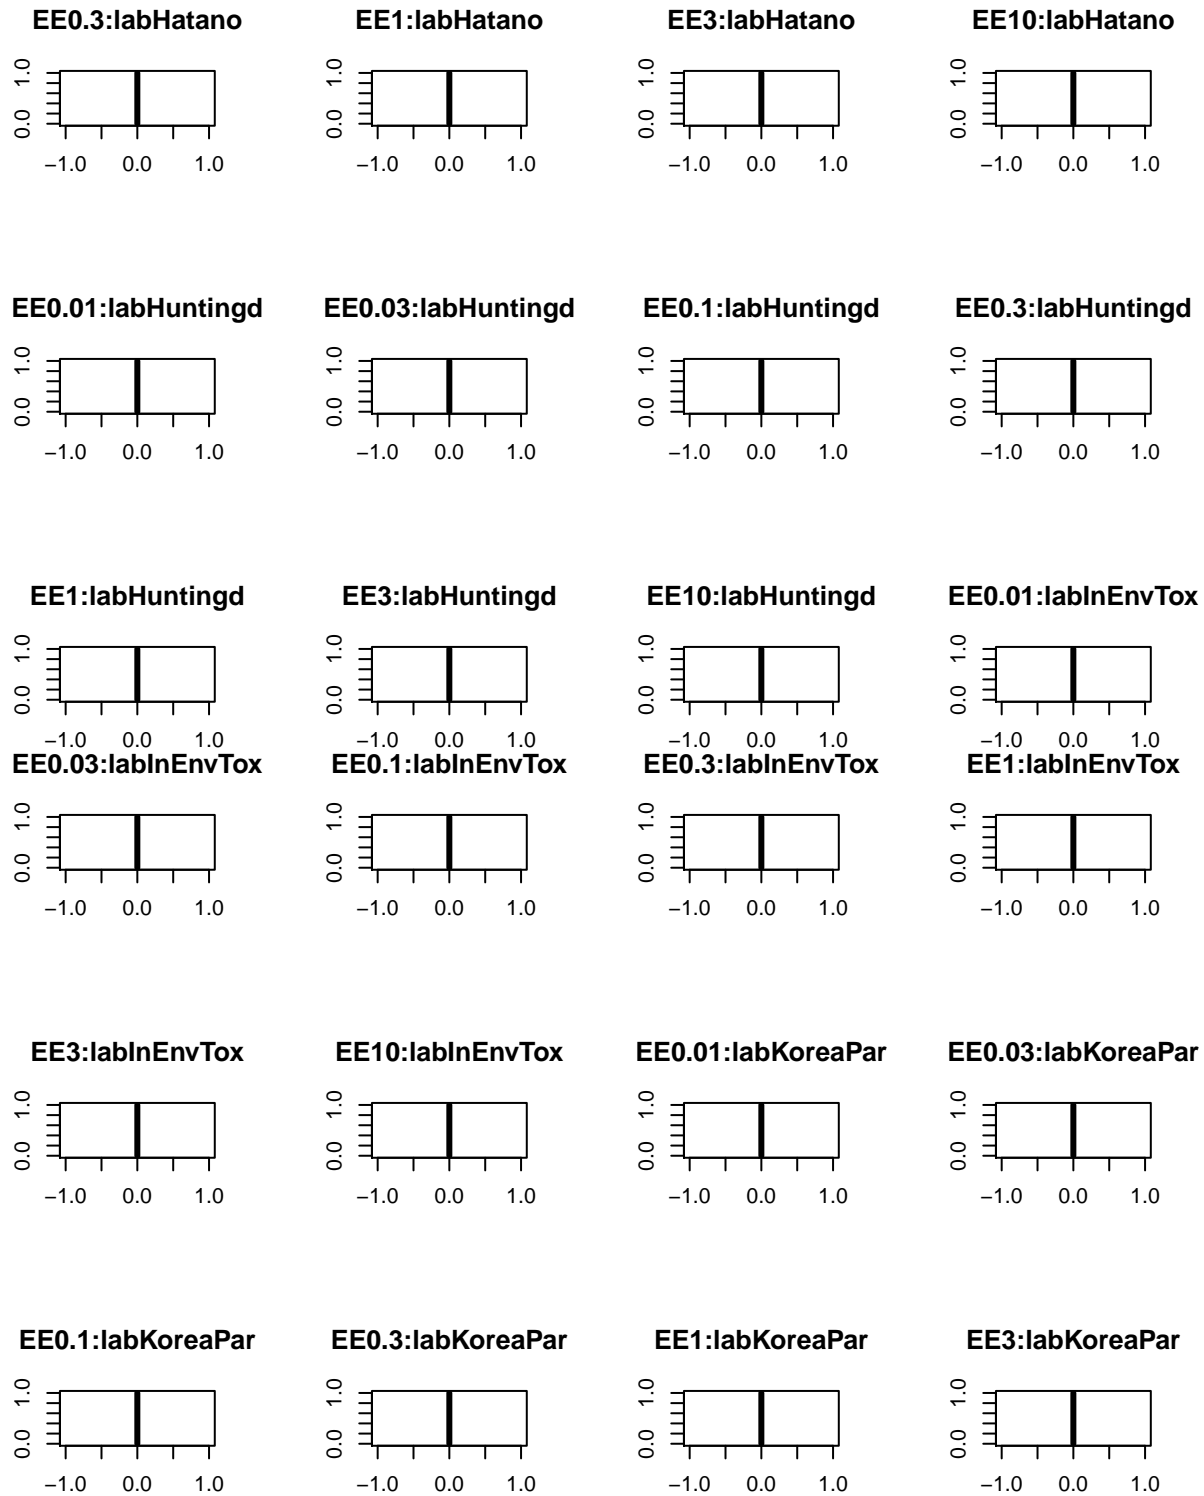 EE0.3:labHatano EE1:labHatano EE3:labHatano EE10:labHatano
1.0 1.0 1.0 1.0
0.0 0.0 0.0 0.0
−1.0 0.0 1.0 −1.0 0.0 1.0 −1.0 0.0 1.0 −1.0 0.0 1.0
EE0.01:labHuntingd EE0.03:labHuntingd EE0.1:labHuntingd EE0.3:labHuntingd
1.0 1.0 1.0 1.0
0.0 0.0 0.0 0.0
−1.0 0.0 1.0 −1.0 0.0 1.0 −1.0 0.0 1.0 −1.0 0.0 1.0
EE1:labHuntingd EE3:labHuntingd EE10:labHuntingd EE0.01:labInEnvTox
1.0 1.0 1.0 1.0
0.0 0.0 0.0 0.0
−1.0 0.0 1.0 −1.0 0.0 1.0 −1.0 0.0 1.0 −1.0 0.0 1.0
EE0.03:labInEnvTox EE0.1:labInEnvTox EE0.3:labInEnvTox EE1:labInEnvTox
1.0 1.0 1.0 1.0
0.0 0.0 0.0 0.0
−1.0 0.0 1.0 −1.0 0.0 1.0 −1.0 0.0 1.0 −1.0 0.0 1.0
EE3:labInEnvTox EE10:labInEnvTox EE0.01:labKoreaPar EE0.03:labKoreaPar
1.0 1.0 1.0 1.0
0.0 0.0 0.0 0.0
−1.0 0.0 1.0 −1.0 0.0 1.0 −1.0 0.0 1.0 −1.0 0.0 1.0
EE0.1:labKoreaPar EE0.3:labKoreaPar EE1:labKoreaPar EE3:labKoreaPar
1.0 1.0 1.0 1.0
0.0 0.0 0.0 0.0
−1.0 0.0 1.0 −1.0 0.0 1.0 −1.0 0.0 1.0 −1.0 0.0 1.0